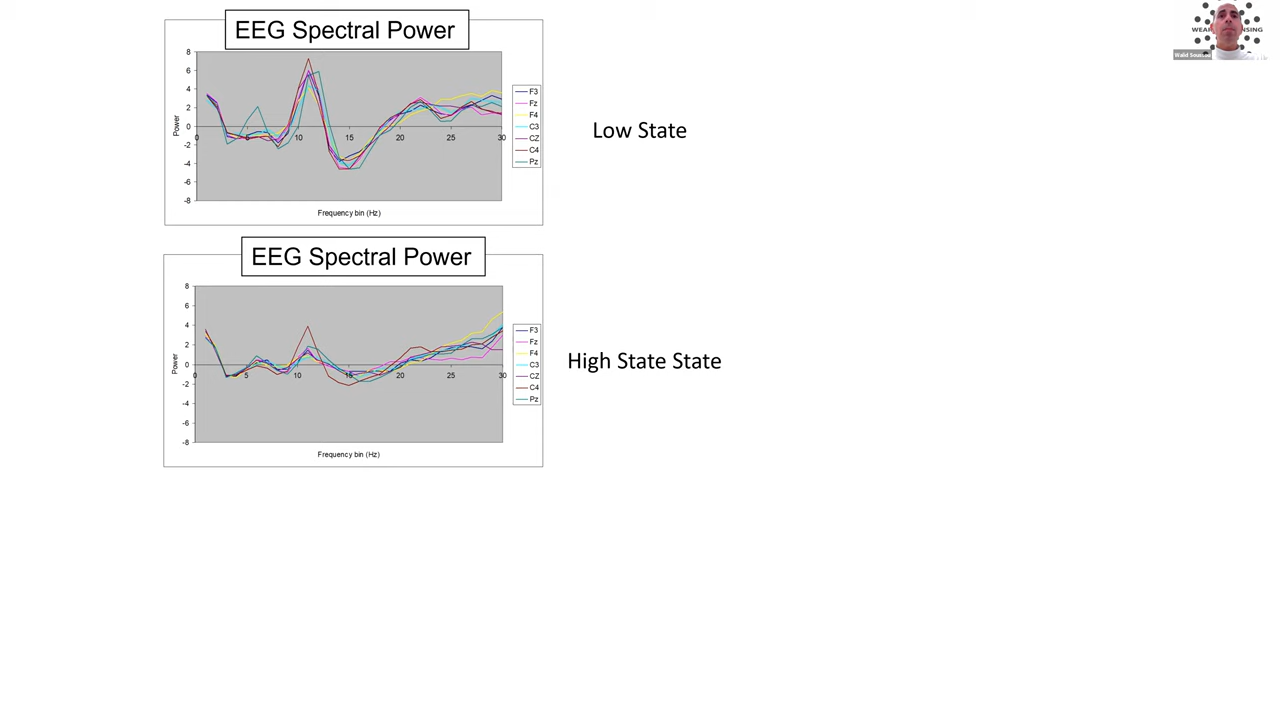 EEG Spectral Power
8
6
4
2
0
-2
-4
-6
-8
Power
0 5 10 15 20 25 30
Frequency bin (Hz)
F3
Fz
F4
C3
CZ
C4
Pz
Low State
EEG Spectral Power
8
6
4
2
0
-2
-4
-6
-8
Power
0 5 10 15 20 25 30
Frequency bin (Hz)
F3
Fz
F4
C3
CZ
C4
Pz
High State State